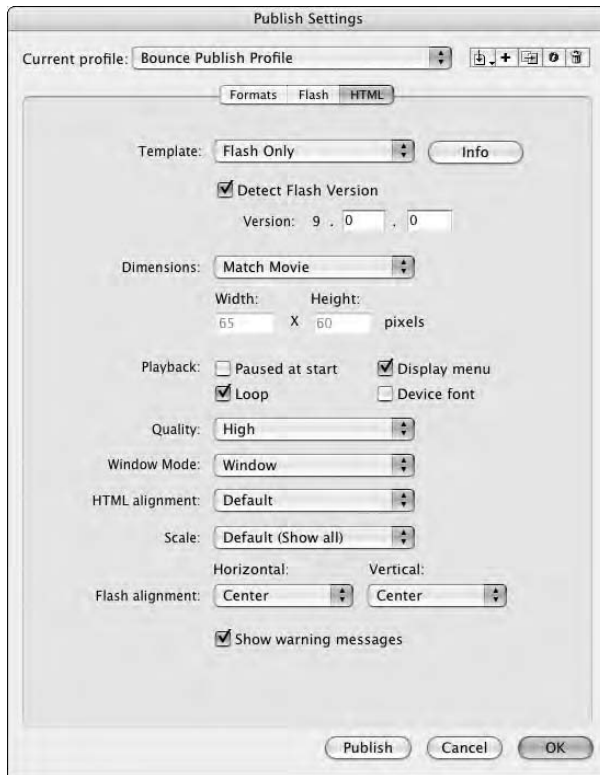 Publish Settings
Current profile: Bounce Publish Profile
Formats Flash HTML
Template: Flash Only Info
Detect Flash Version
Version: 9 . 0 . 0
Dimensions: Match Movie
Width: Height:
65 X 60 pixels
Playback: Paused at start Display menu
Loop Device font
Quality: High
Window Mode: Window
HTML alignment: Default
Scale: Default (Show all)
Horizontal: Vertical:
Flash alignment: Center Center
Show warning messages
Publish Cancel OK